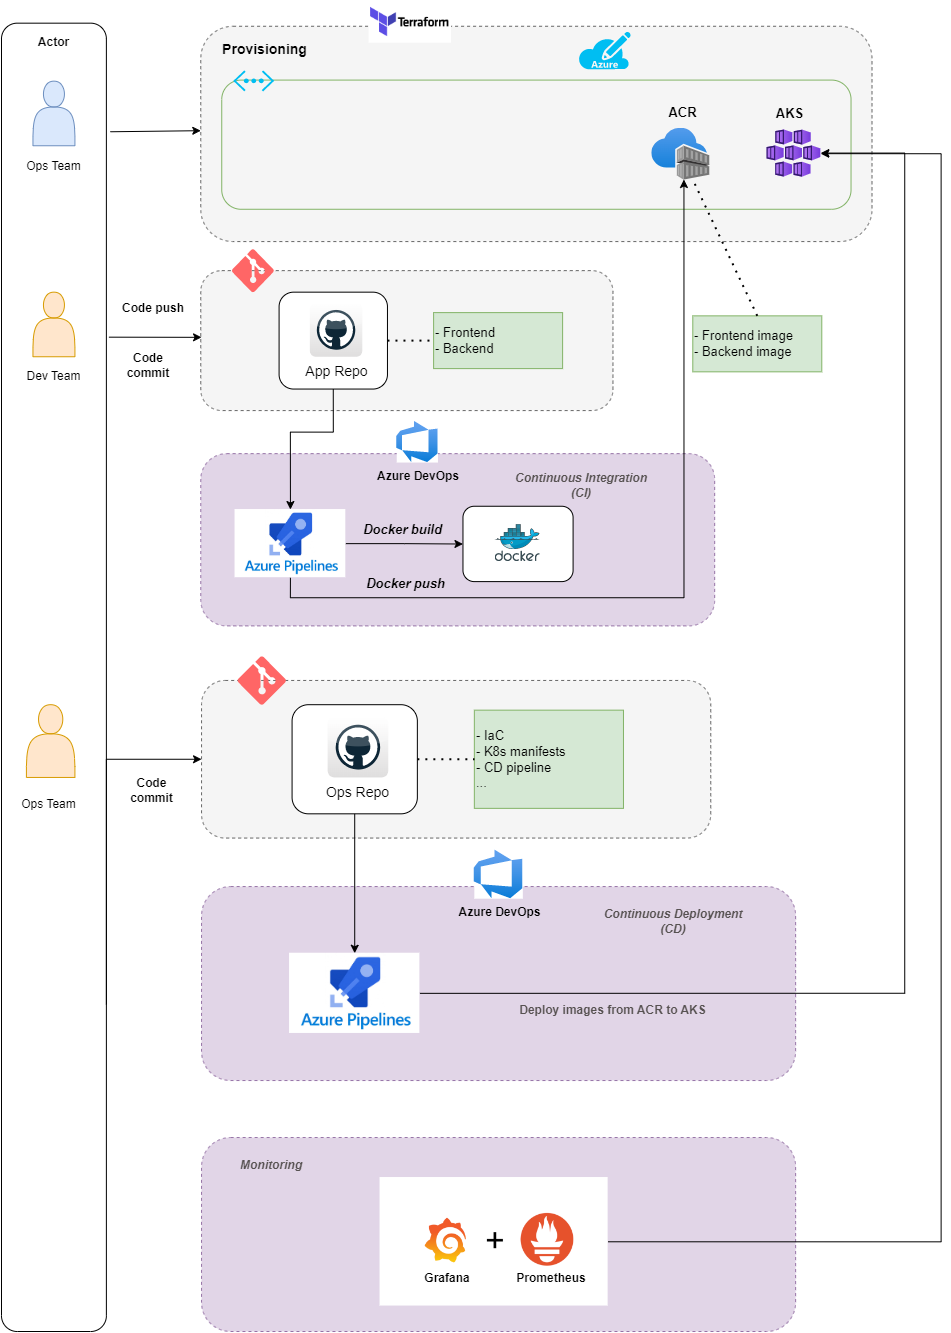 Actor
Terraform
Provisioning
Azure
ACR
AKS
Ops Team
Code push
Code
commit
Dev Team
App Repo
- Frontend
- Backend
- Frontend image
- Backend image
Azure DevOps
Continuous Integration
(CI)
Azure Pipelines
Docker build
docker
Docker push
Ops Team
Code
commit
Ops Repo
- IaC
- K8s manifests
- CD pipeline
...
Azure DevOps
Continuous Deployment
(CD)
Azure Pipelines
Deploy images from ACR to AKS
Monitoring
Grafana
+
Prometheus